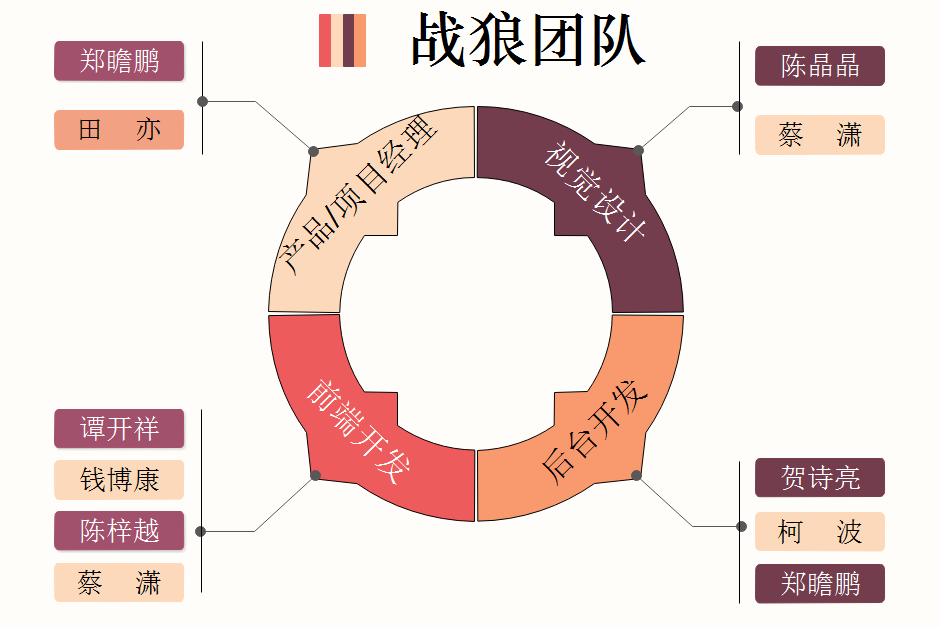 战狼团队
郑瞻鹏
田 亦
产品/项目经理
视觉设计
陈晶晶
蔡 潇
谭开祥
钱博康
陈梓越
蔡 潇
前端开发
后台开发
贺诗亮
柯 波
郑瞻鹏